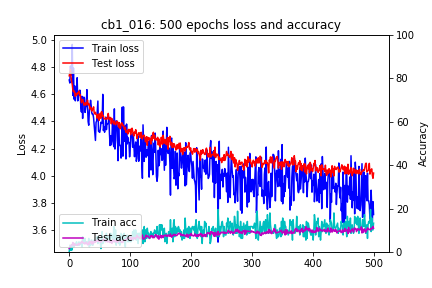 cb1_016: 500 epochs loss and accuracy
5.0
4.8
4.6
4.4
4.2
4.0
3.8
3.6
Loss
Train loss
Test loss
Train acc
Test acc
100
80
60
40
20
0
Accuracy
0 100 200 300 400 500